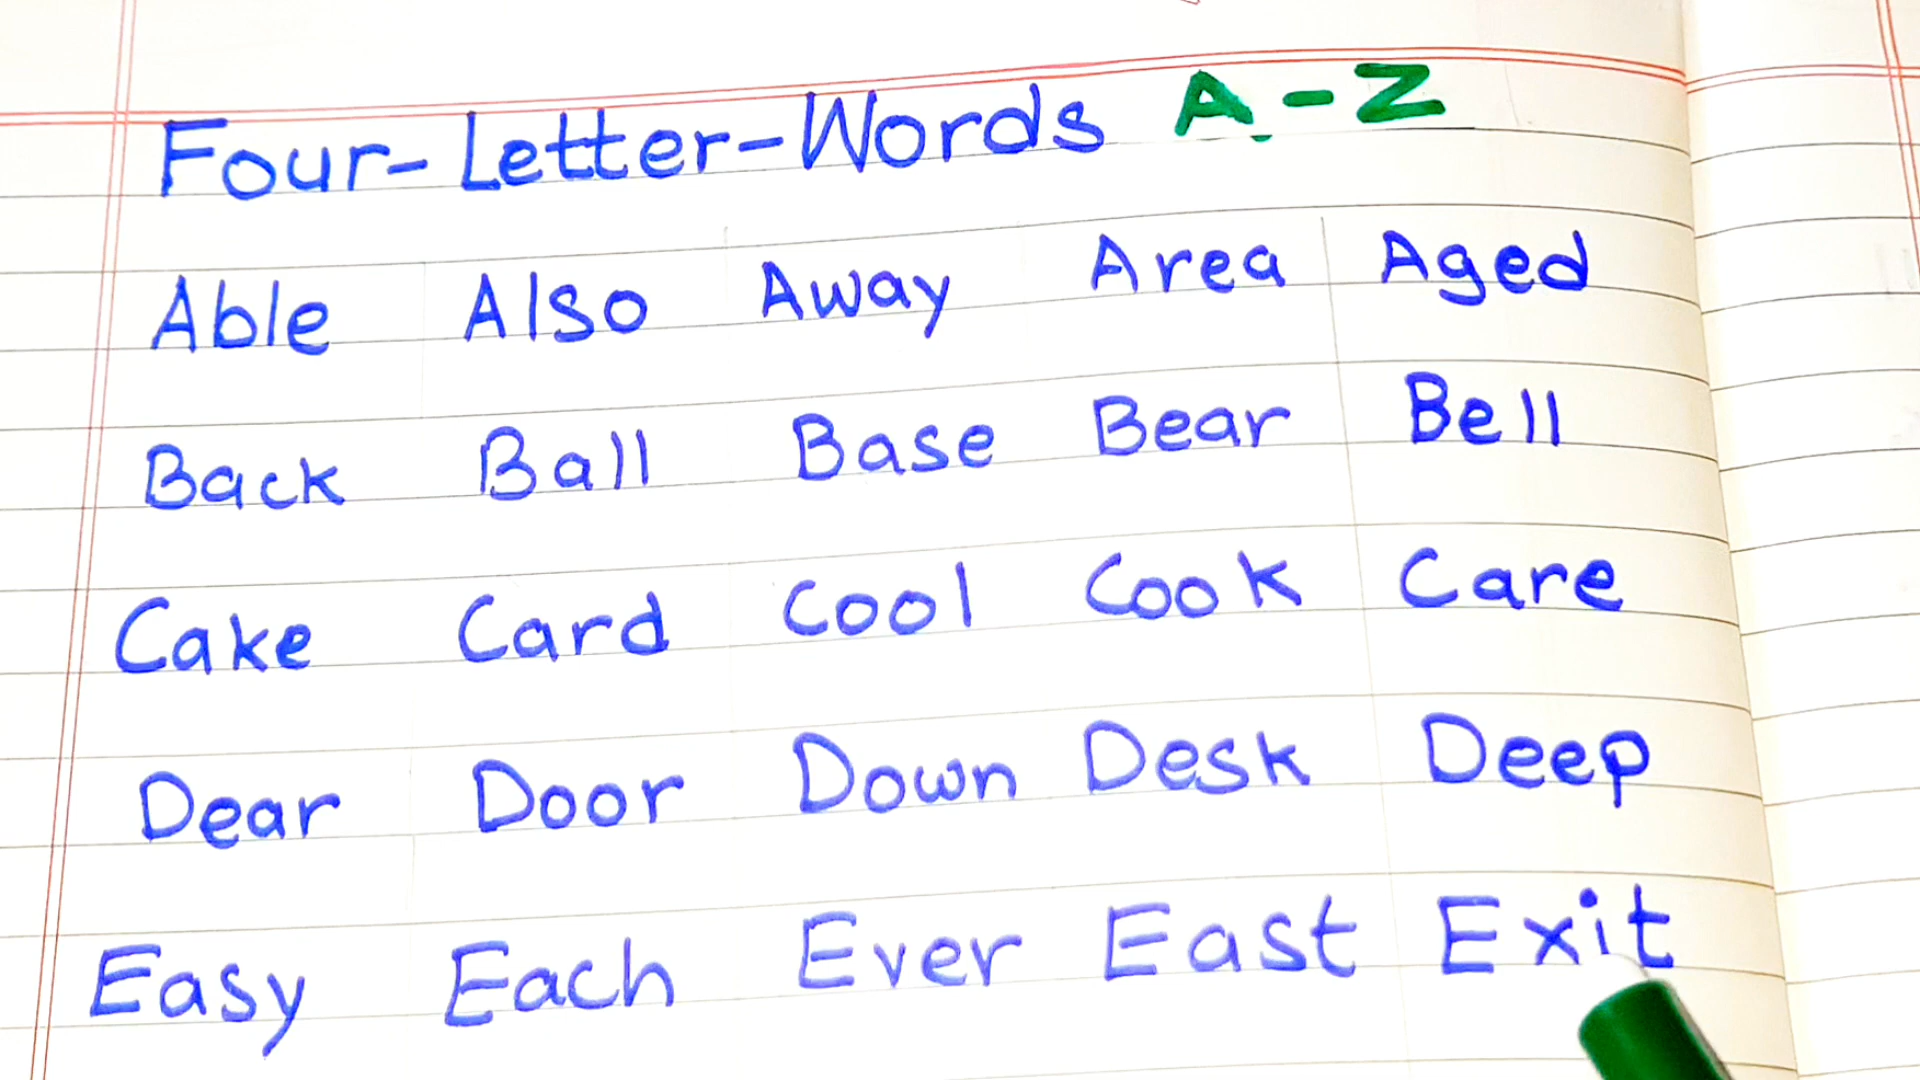 Four-Letter-Words A-Z
Able Also Away Area Aged
Back Ball Base Bear Bell
Cake Card Cool Cook Care
Dear Door Down Desk Deep
Easy Each Ever East Exit